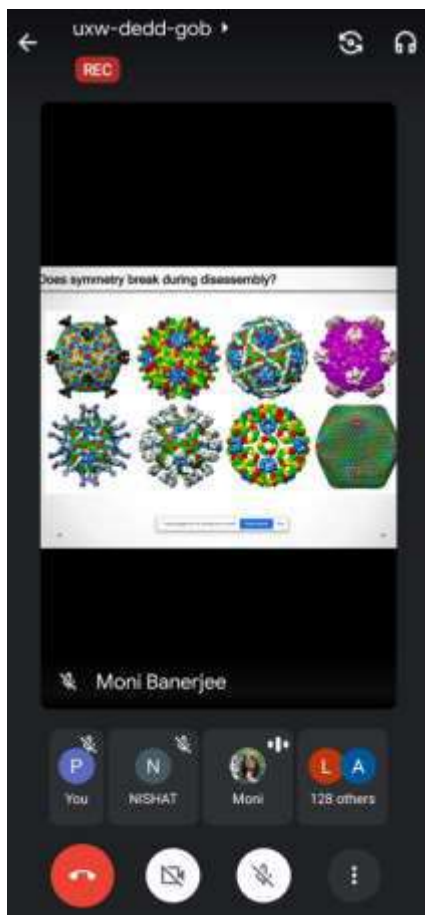 uxw-dedd-gob
REC
Does symmetry break during disassembly?
Moni Banerjee
P
N
L
A
You
NISHAT
Moni
128 others